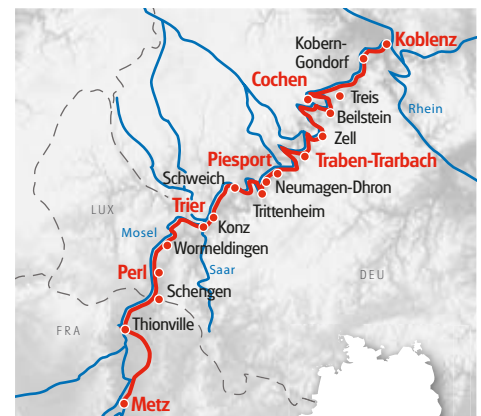 Kobern-
Gondorf
Koblenz
Cochen
Treis
Beilstein
Rhein
Zell
Piesport
Traben-Trarbach
Schweich
Neumagen-Dhron
Trittenheim
LUX
Trier
Konz
Mosel
Wormeldingen
Saar
DEU
Perl
Schengen
FRA
Thionville
Metz